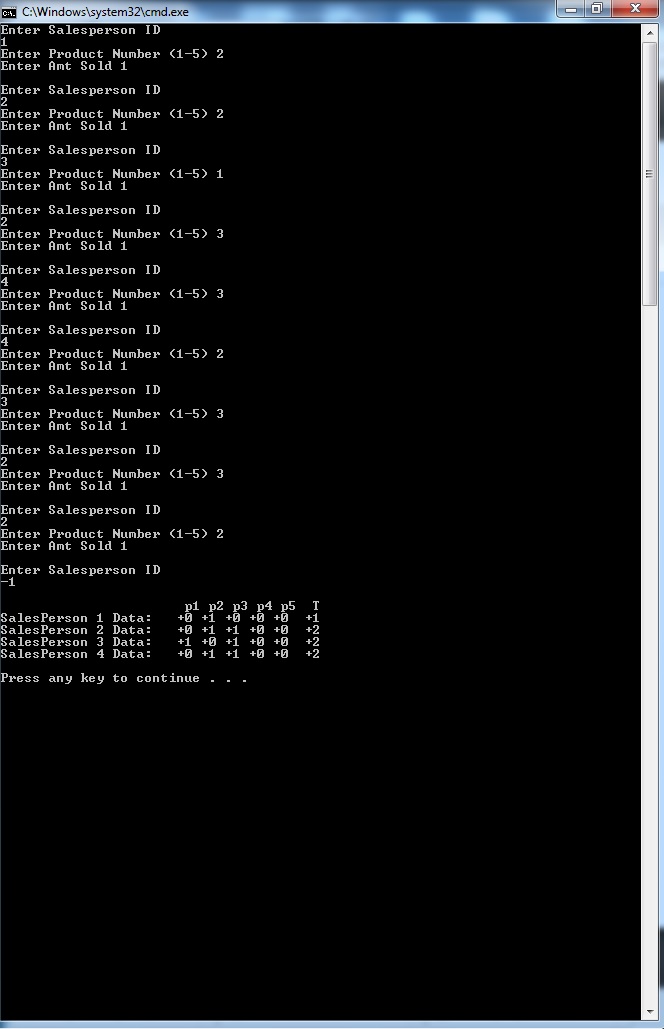 C:\Windows\system32\cmd.exe
Enter Salesperson ID
1
Enter Product Number (1-5) 2
Enter Amt Sold 1

Enter Salesperson ID
2
Enter Product Number (1-5) 2
Enter Amt Sold 1

Enter Salesperson ID
3
Enter Product Number (1-5) 1
Enter Amt Sold 1

Enter Salesperson ID
2
Enter Product Number (1-5) 3
Enter Amt Sold 1

Enter Salesperson ID
4
Enter Product Number (1-5) 3
Enter Amt Sold 1

Enter Salesperson ID
4
Enter Product Number (1-5) 2
Enter Amt Sold 1

Enter Salesperson ID
3
Enter Product Number (1-5) 3
Enter Amt Sold 1

Enter Salesperson ID
2
Enter Product Number (1-5) 3
Enter Amt Sold 1

Enter Salesperson ID
2
Enter Product Number (1-5) 2
Enter Amt Sold 1

Enter Salesperson ID
-1

p1 p2 p3 p4 p5 T
SalesPerson 1 Data: +0 +1 +0 +0 +0 +1
SalesPerson 2 Data: +0 +1 +1 +0 +0 +2
SalesPerson 3 Data: +1 +0 +1 +0 +0 +2
SalesPerson 4 Data: +0 +1 +1 +0 +0 +2

Press any key to continue . . .